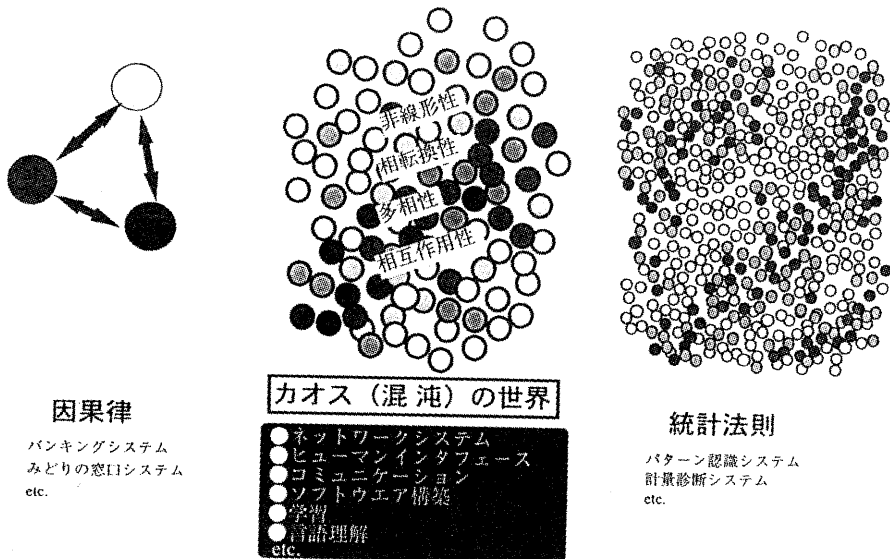 非線形性
相転換性
多相性
相互作用性
因果律
バンキングシステム
みどりの窓口システム
etc.
カオス（混沌）の世界
ネットワークシステム
ヒューマンインタフェース
コミュニケーション
ソフトウエア構築
学習
言語理解
etc.
統計法則
パターン認識システム
計量診断システム
etc.